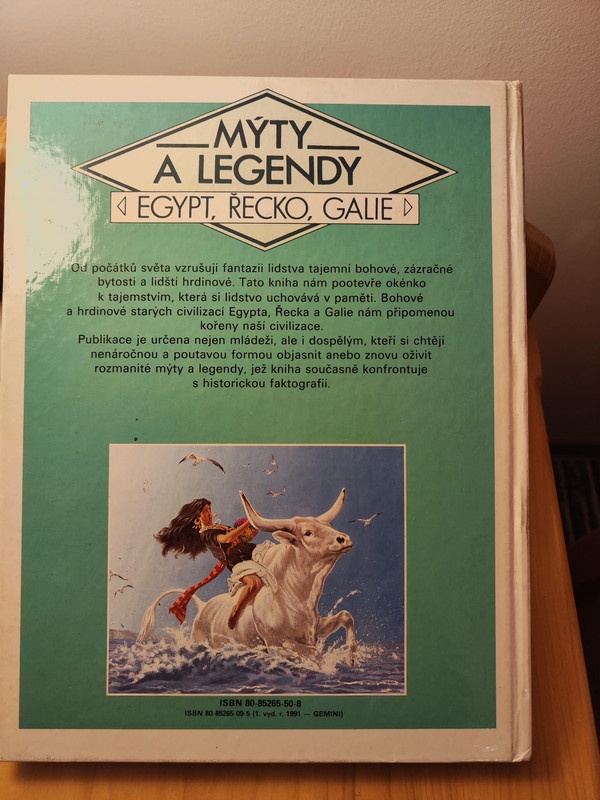 MÝTY
A LEGENDY
EGYPT, ŘECKO, GALIE
Od počátků světa vzrušují fantazii lidstva tajemní bohové, zázračné
bytosti a lidští hrdinové. Tato kniha nám pootevře okénko
k tajemstvím, která si lidstvo uchovává v paměti. Bohové
a hrdinové starých civilizací Egypta, Řecka a Galie nám připomenou
kořeny naší civilizace.
Publikace je určena nejen mládeži, ale i dospělým, kteří si chtějí
nenáročnou a poutavou formou objasnit anebo znovu oživit
rozmanité mýty a legendy, jež kniha současně konfrontuje
s historickou faktografií.
ISBN 80-85265-50-8
ISBN 80-85265-09-5 (1. vyd. r. 1991 — GEMINI)